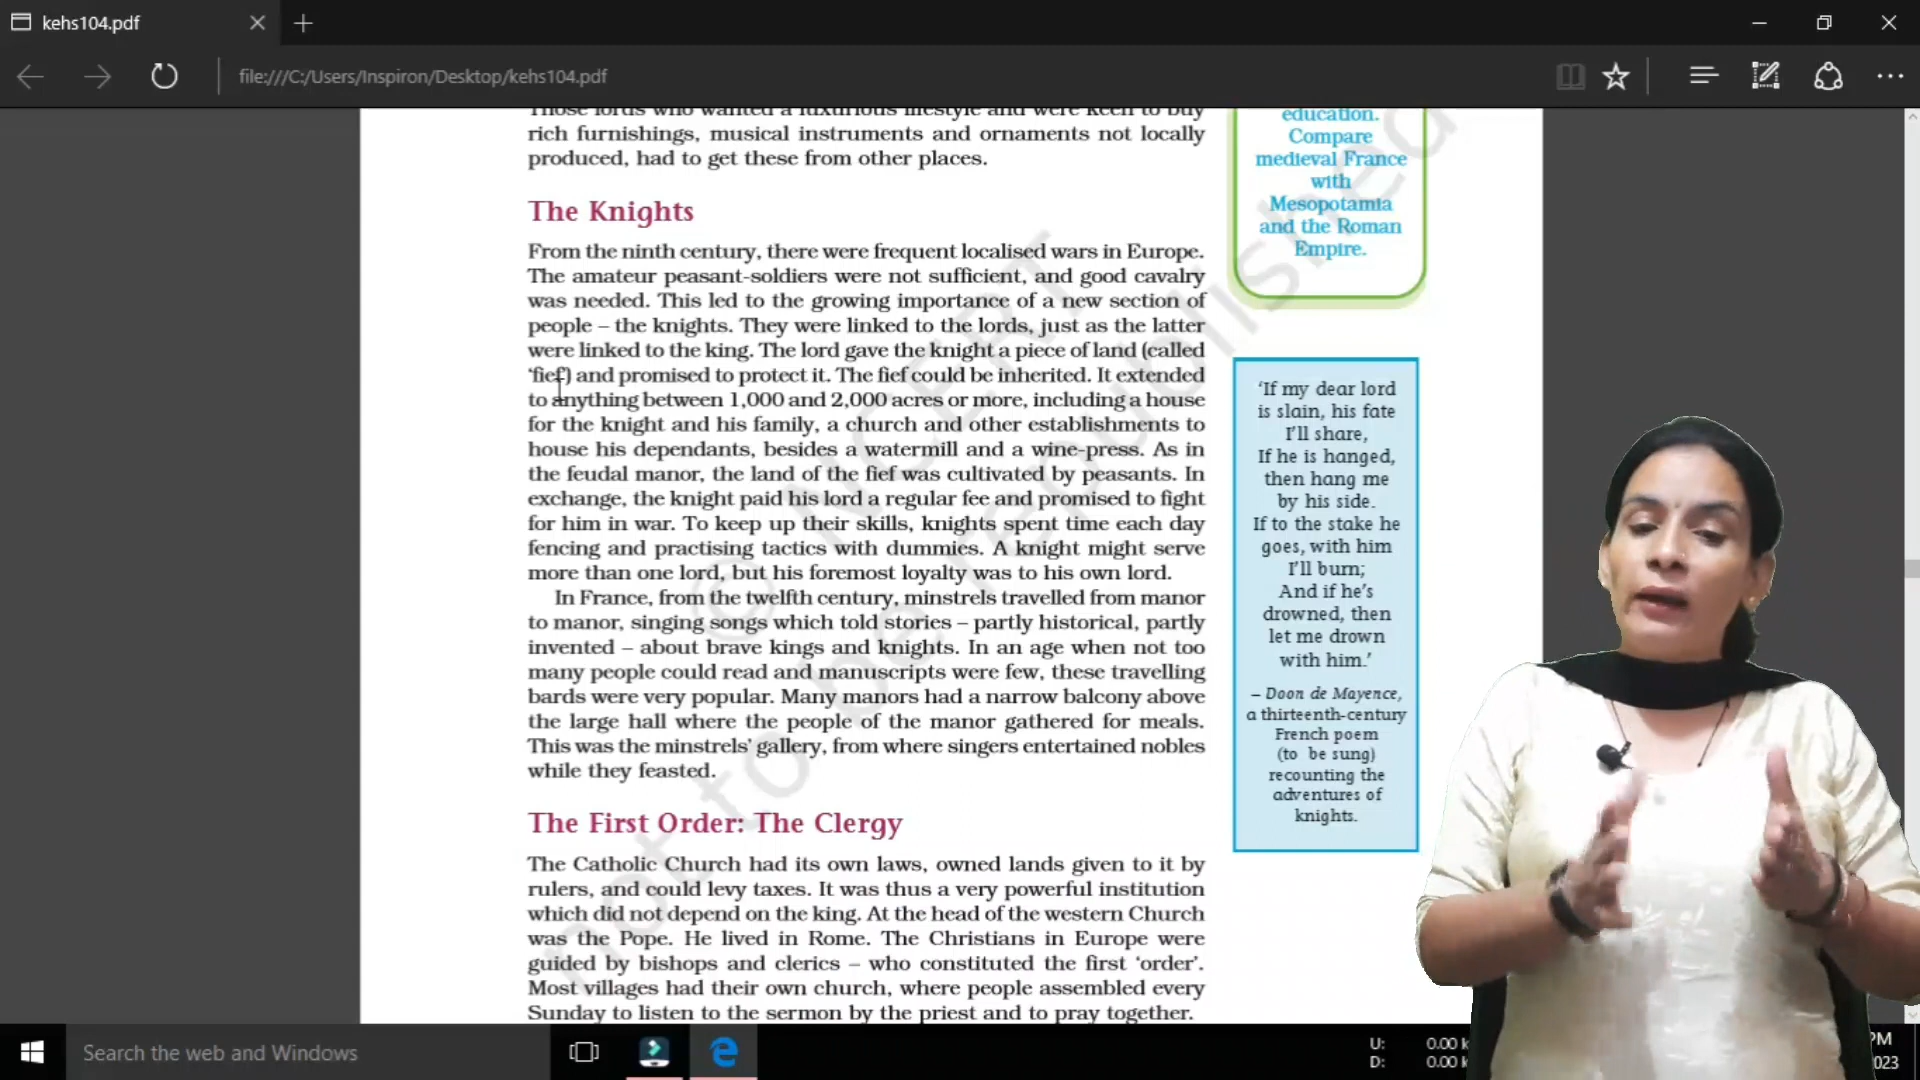 kehs104.pdf
file:///C:/Users/Inspiron/Desktop/kehs104.pdf
Those lords who wanted a luxurious lifestyle and were keen to buy
rich furnishings, musical instruments and ornaments not locally
produced, had to get these from other places.
The Knights
From the ninth century, there were frequent localised wars in Europe.
The amateur peasant-soldiers were not sufficient, and good cavalry
was needed. This led to the growing importance of a new section of
people – the knights. They were linked to the lords, just as the latter
were linked to the king. The lord gave the knight a piece of land (called
‘fief’) and promised to protect it. The fief could be inherited. It extended
to anything between 1,000 and 2,000 acres or more, including a house
for the knight and his family, a church and other establishments to
house his dependants, besides a watermill and a wine-press. As in
the feudal manor, the land of the fief was cultivated by peasants. In
exchange, the knight paid his lord a regular fee and promised to fight
for him in war. To keep up their skills, knights spent time each day
fencing and practising tactics with dummies. A knight might serve
more than one lord, but his foremost loyalty was to his own lord.
In France, from the twelfth century, minstrels travelled from manor
to manor, singing songs which told stories – partly historical, partly
invented – about brave kings and knights. In an age when not too
many people could read and manuscripts were few, these travelling
bards were very popular. Many manors had a narrow balcony above
the large hall where the people of the manor gathered for meals.
This was the minstrels’ gallery, from where singers entertained nobles
while they feasted.
The First Order: The Clergy
The Catholic Church had its own laws, owned lands given to it by
rulers, and could levy taxes. It was thus a very powerful institution
which did not depend on the king. At the head of the western Church
was the Pope. He lived in Rome. The Christians in Europe were
guided by bishops and clerics – who constituted the first ‘order’.
Most villages had their own church, where people assembled every
Sunday to listen to the sermon by the priest and to pray together.
education.
Compare
medieval France
with
Mesopotamia
and the Roman
Empire.
‘If my dear lord
is slain, his fate
I’ll share,
If he is hanged,
then hang me
by his side.
If to the stake he
goes, with him
I’ll burn;
And if he’s
drowned, then
let me drown
with him.’
– Doon de Mayence,
a thirteenth-century
French poem
(to be sung)
recounting the
adventures of
knights.
© NCERT
not to be republished
Search the web and Windows
U: 0.00 k
D: 0.00 k
PM
023